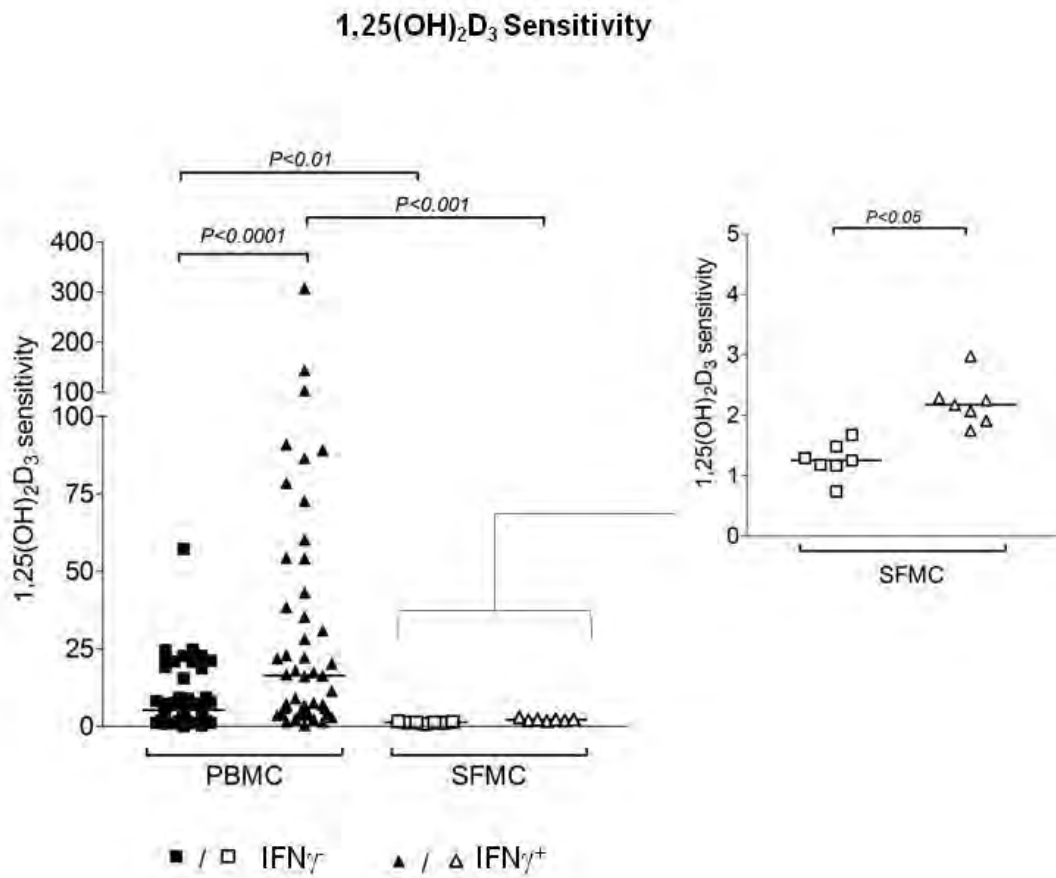 1,25(OH)₂D₃ Sensitivity
P<0.01
P<0.001
P<0.0001
400
300
200
100
100
75
50
25
0
1,25(OH)₂D₃ sensitivity
PBMC
SFMC
P<0.05
5
4
3
2
1
0
1,25(OH)₂D₃ sensitivity
SFMC
■ / □ IFNγ⁻ ▲ / △ IFNγ⁺